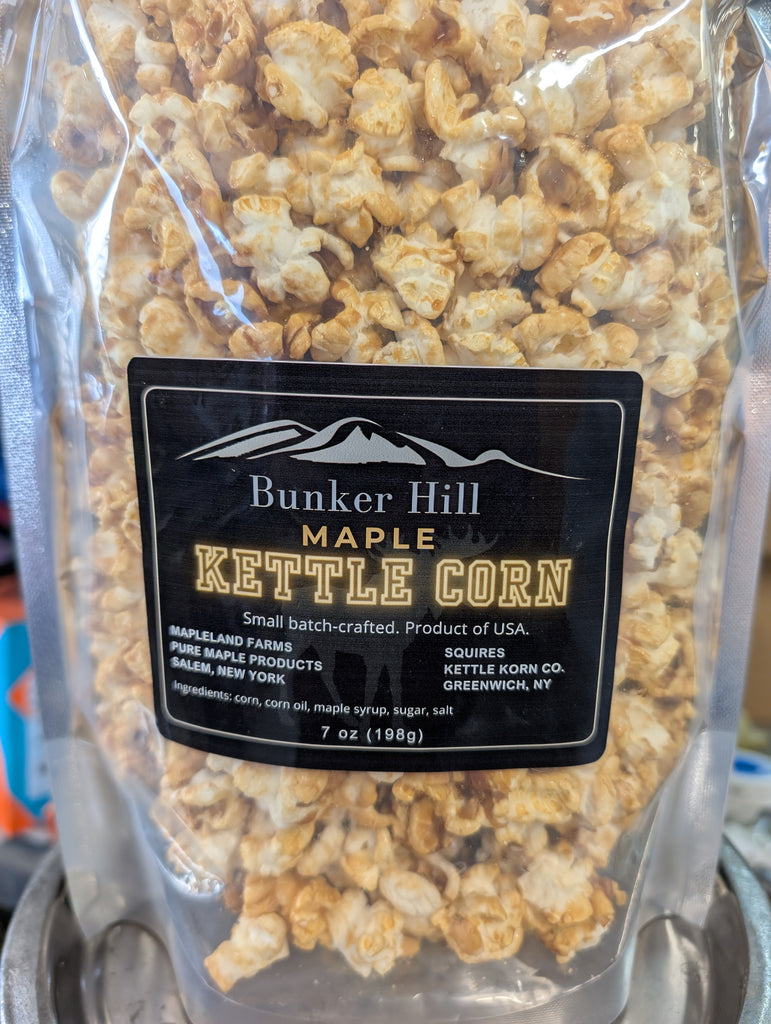 Bunker Hill
MAPLE
KETTLE CORN
Small batch-crafted. Product of USA.
MAPLELAND FARMS
PURE MAPLE PRODUCTS
SALEM, NEW YORK
SQUIRES
KETTLE KORN CO.
GREENWICH, NY
Ingredients: corn, corn oil, maple syrup, sugar, salt
7 oz (198g)